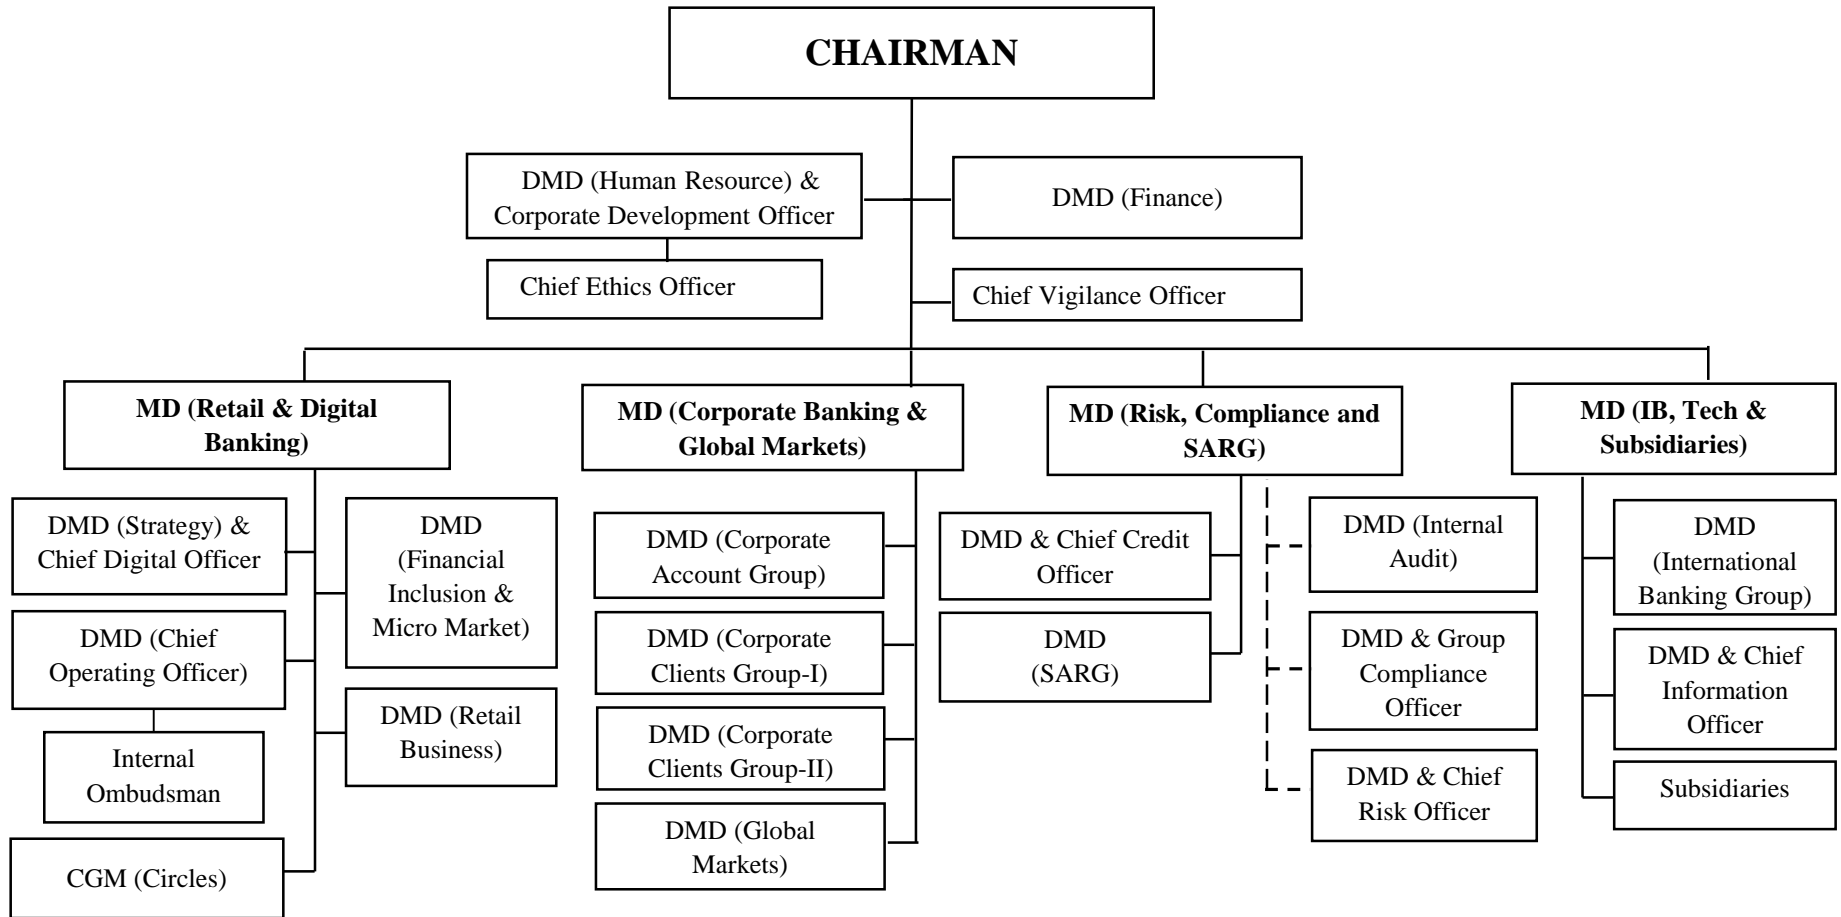 CHAIRMAN
DMD (Human Resource) &
Corporate Development Officer
DMD (Finance)
Chief Ethics Officer
Chief Vigilance Officer
MD (Retail & Digital
Banking)
MD (Corporate Banking &
Global Markets)
MD (Risk, Compliance and
SARG)
MD (IB, Tech &
Subsidiaries)
DMD (Strategy) &
Chief Digital Officer
DMD
(Financial
Inclusion &
Micro Market)
DMD (Chief
Operating Officer)
DMD (Retail
Business)
Internal
Ombudsman
CGM (Circles)
DMD (Corporate
Account Group)
DMD (Corporate
Clients Group-I)
DMD (Corporate
Clients Group-II)
DMD (Global
Markets)
DMD & Chief Credit
Officer
DMD
(SARG)
DMD (Internal
Audit)
DMD & Group
Compliance
Officer
DMD & Chief
Risk Officer
DMD
(International
Banking Group)
DMD & Chief
Information
Officer
Subsidiaries